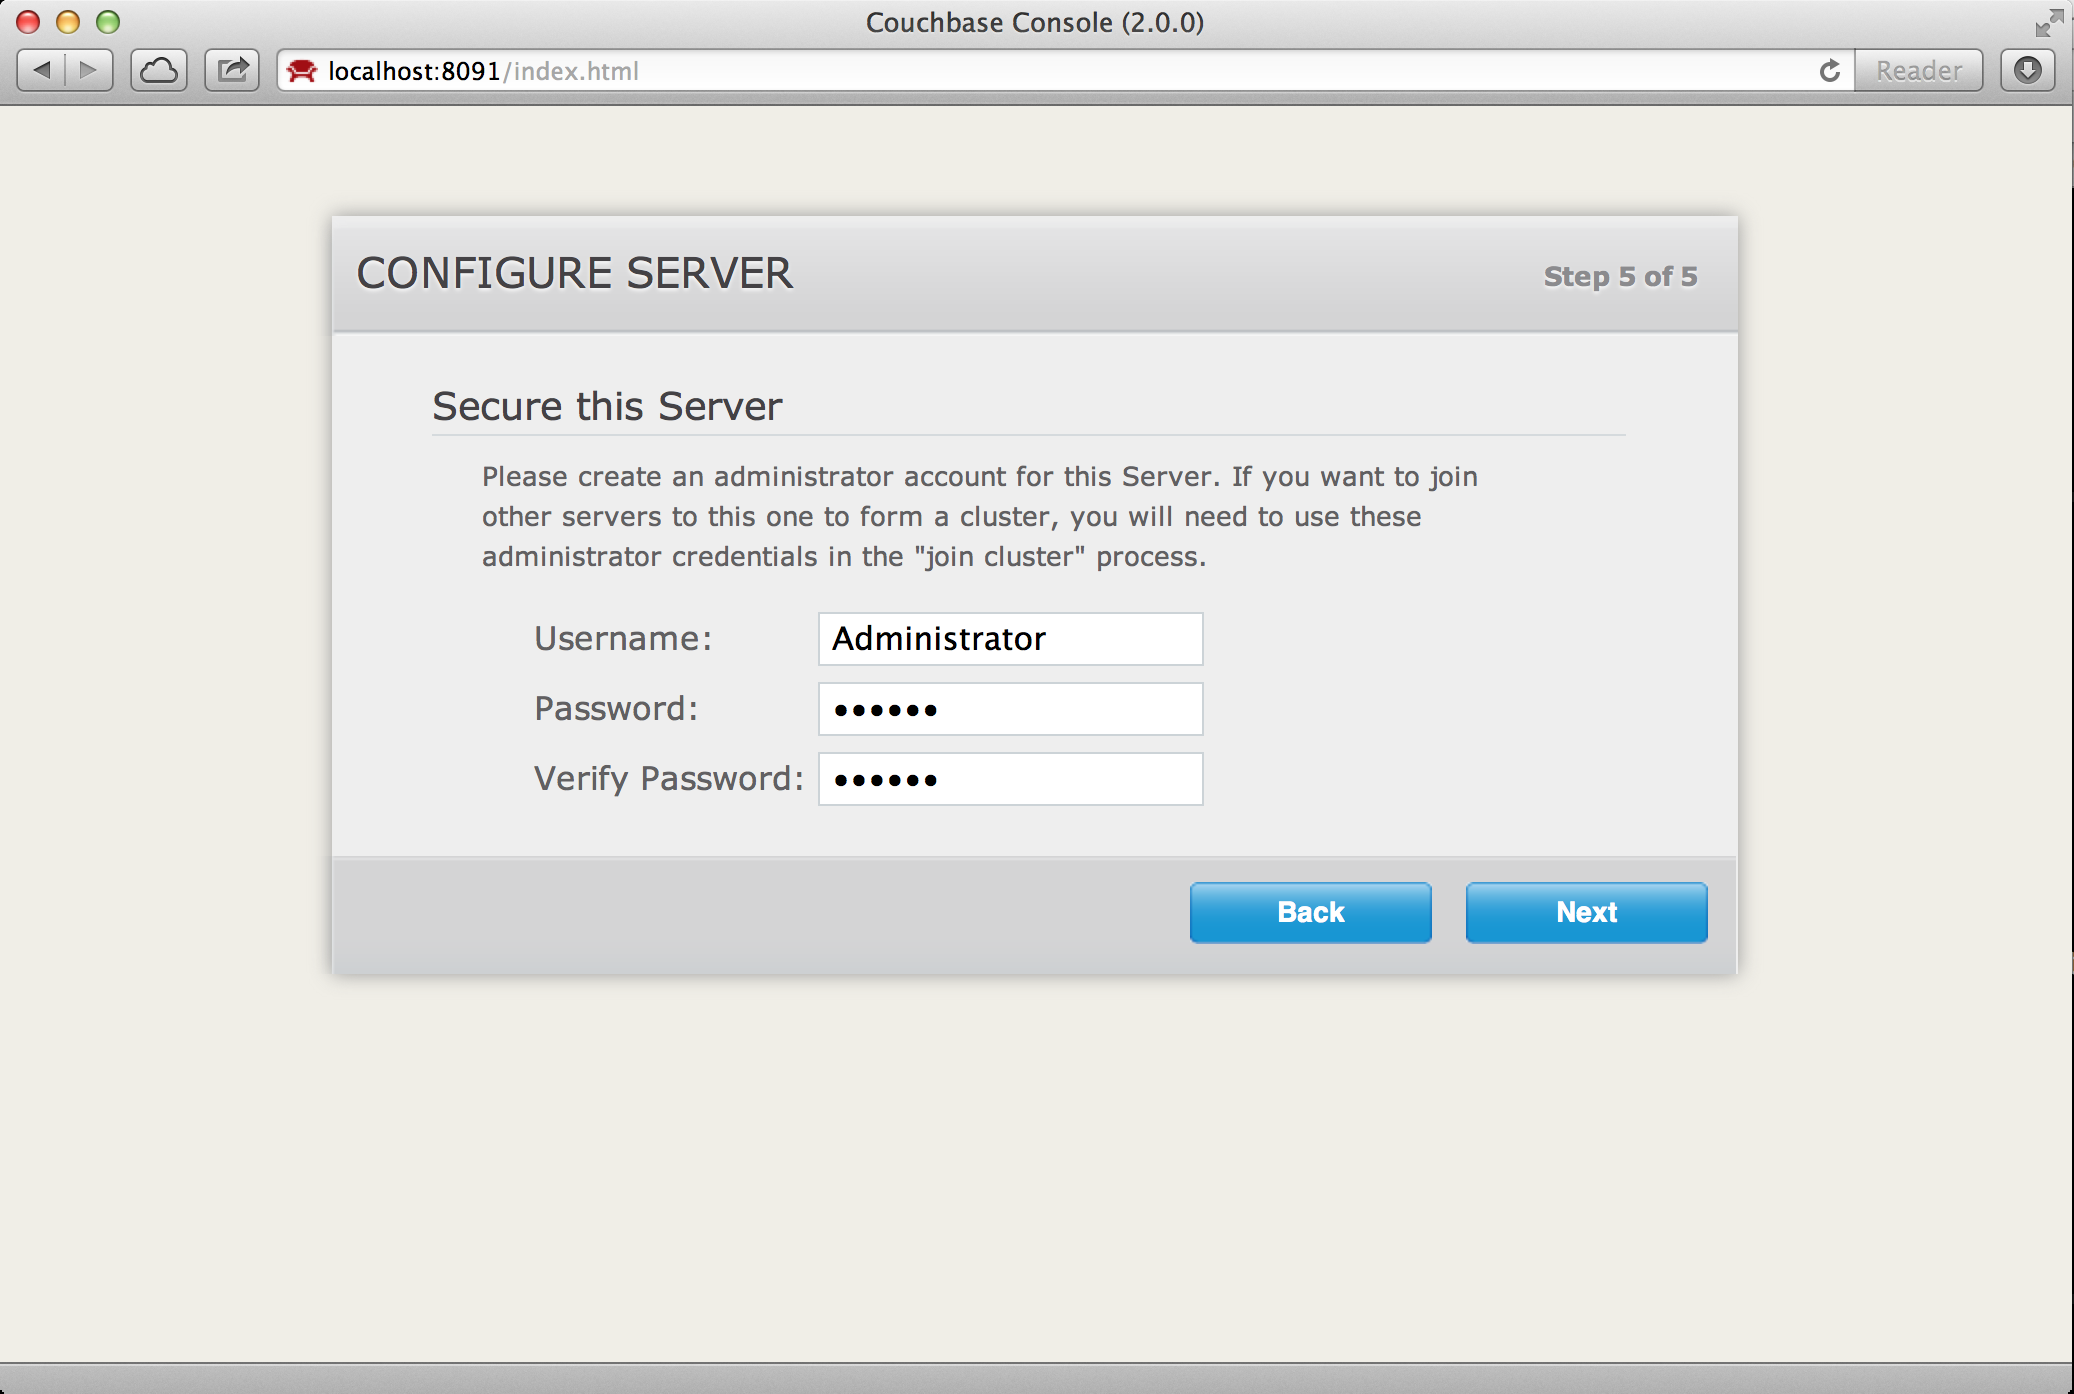 Couchbase Console (2.0.0)
localhost:8091/index.html
Reader
CONFIGURE SERVER
Step 5 of 5
Secure this Server
Please create an administrator account for this Server. If you want to join
other servers to this one to form a cluster, you will need to use these
administrator credentials in the "join cluster" process.
Username: Administrator
Password: ••••••
Verify Password: ••••••
Back Next